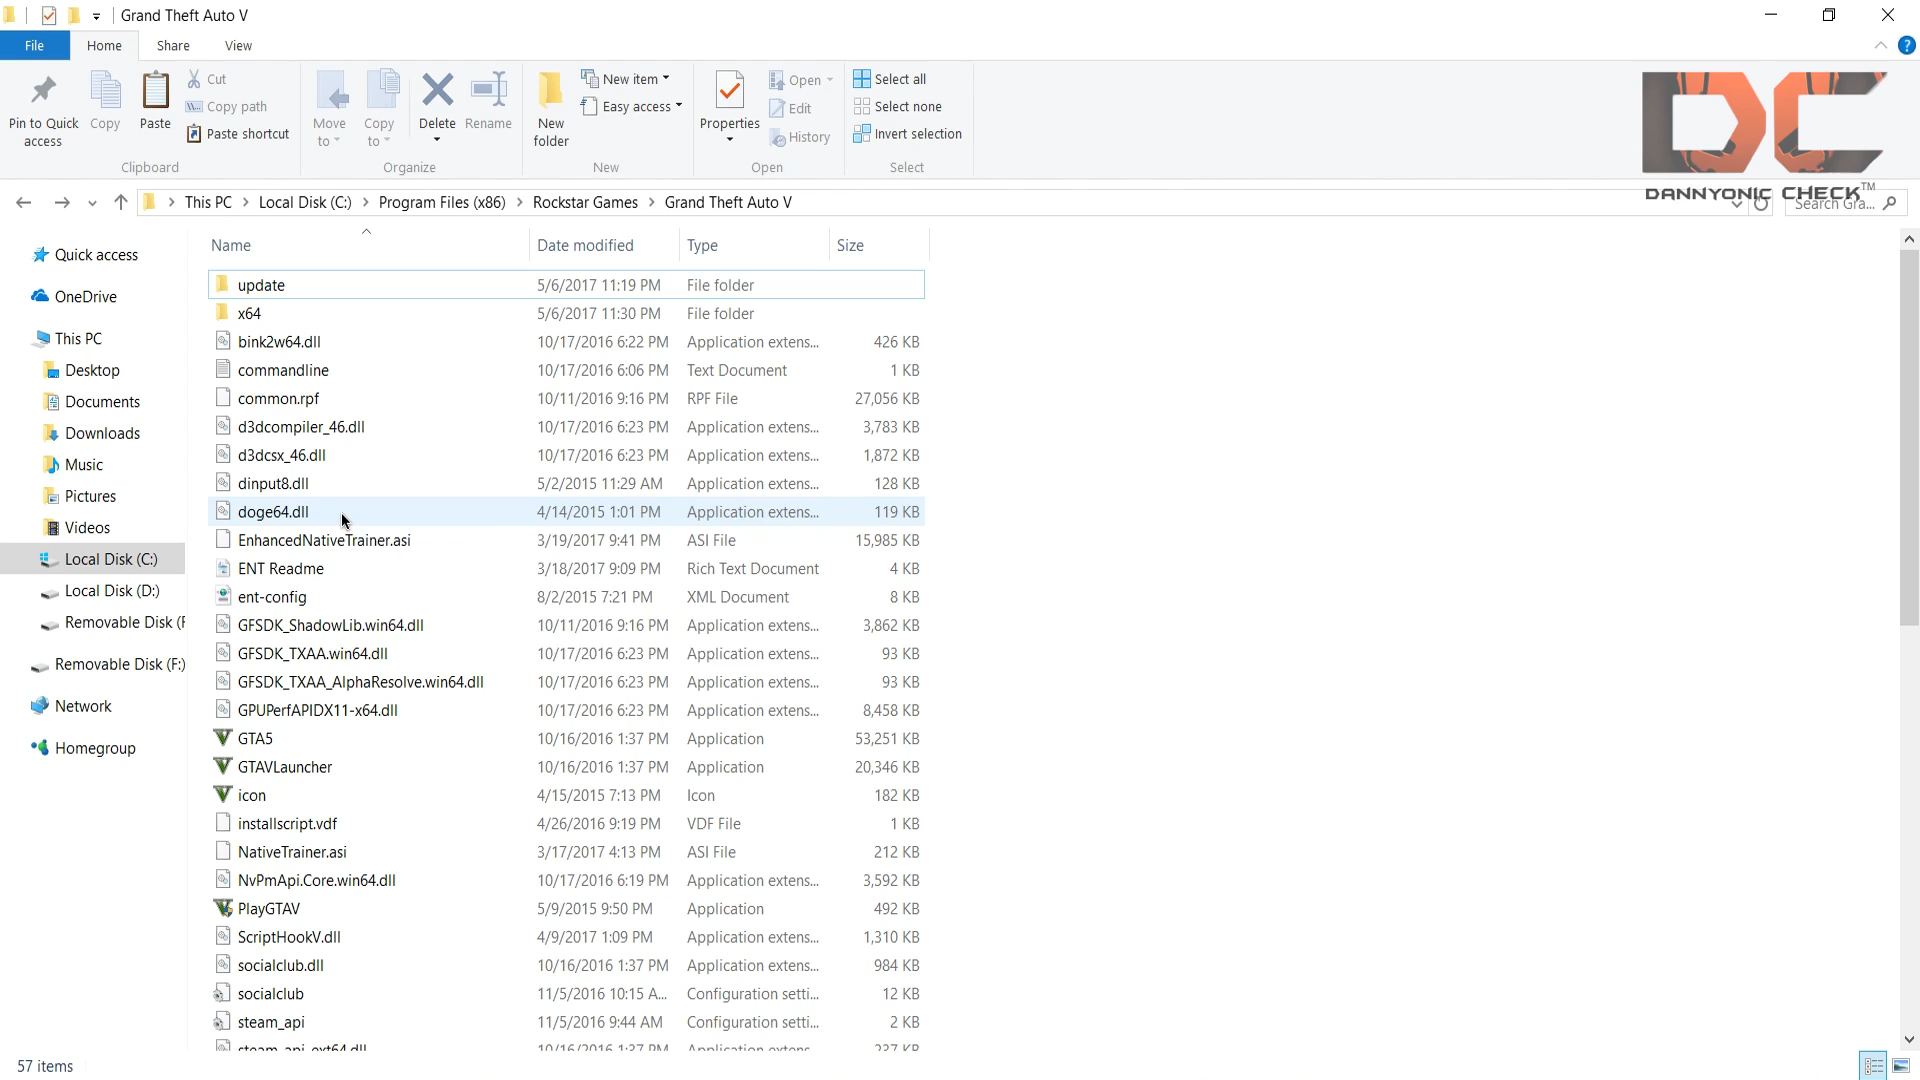 Grand Theft Auto V
File Home Share View
Pin to Quick access
Copy
Paste
Cut
Copy path
Paste shortcut
Clipboard
Move to
Copy to
Delete
Rename
Organize
New folder
New item
Easy access
New
Properties
Open
Edit
History
Open
Select all
Select none
Invert selection
Select
DC
DANNYONIC CHECK™
This PC > Local Disk (C:) > Program Files (x86) > Rockstar Games > Grand Theft Auto V
Search Gra...
Quick access
OneDrive
This PC
Desktop
Documents
Downloads
Music
Pictures
Videos
Local Disk (C:)
Local Disk (D:)
Removable Disk (F
Removable Disk (F:)
Network
Homegroup
Name Date modified Type Size
update 5/6/2017 11:19 PM File folder
x64 5/6/2017 11:30 PM File folder
bink2w64.dll 10/17/2016 6:22 PM Application extens... 426 KB
commandline 10/17/2016 6:06 PM Text Document 1 KB
common.rpf 10/11/2016 9:16 PM RPF File 27,056 KB
d3dcompiler_46.dll 10/17/2016 6:23 PM Application extens... 3,783 KB
d3dcsx_46.dll 10/17/2016 6:23 PM Application extens... 1,872 KB
dinput8.dll 5/2/2015 11:29 AM Application extens... 128 KB
doge64.dll 4/14/2015 1:01 PM Application extens... 119 KB
EnhancedNativeTrainer.asi 3/19/2017 9:41 PM ASI File 15,985 KB
ENT Readme 3/18/2017 9:09 PM Rich Text Document 4 KB
ent-config 8/2/2015 7:21 PM XML Document 8 KB
GFSDK_ShadowLib.win64.dll 10/11/2016 9:16 PM Application extens... 3,862 KB
GFSDK_TXAA.win64.dll 10/17/2016 6:23 PM Application extens... 93 KB
GFSDK_TXAA_AlphaResolve.win64.dll 10/17/2016 6:23 PM Application extens... 93 KB
GPUPerfAPIDX11-x64.dll 10/17/2016 6:23 PM Application extens... 8,458 KB
GTA5 10/16/2016 1:37 PM Application 53,251 KB
GTAVLauncher 10/16/2016 1:37 PM Application 20,346 KB
icon 4/15/2015 7:13 PM Icon 182 KB
installscript.vdf 4/26/2016 9:19 PM VDF File 1 KB
NativeTrainer.asi 3/17/2017 4:13 PM ASI File 212 KB
NvPmApi.Core.win64.dll 10/17/2016 6:19 PM Application extens... 3,592 KB
PlayGTAV 5/9/2015 9:50 PM Application 492 KB
ScriptHookV.dll 4/9/2017 1:09 PM Application extens... 1,310 KB
socialclub.dll 10/16/2016 1:37 PM Application extens... 984 KB
socialclub 11/5/2016 10:15 A... Configuration setti... 12 KB
steam_api 11/5/2016 9:44 AM Configuration setti... 2 KB
steam_api_ext64.dll 10/16/2016 1:37 PM Application extens... 237 KB
57 items